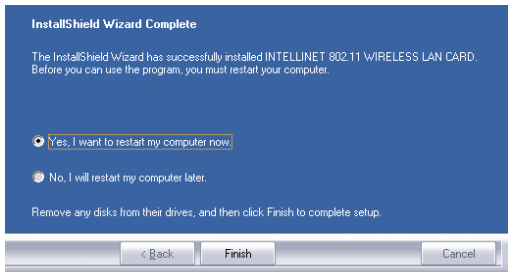 InstallShield Wizard Complete
The InstallShield Wizard has successfully installed INTELLINET 802.11 WIRELESS LAN CARD.
Before you can use the program, you must restart your computer.
Yes, I want to restart my computer now.
No, I will restart my computer later.
Remove any disks from their drives, and then click Finish to complete setup.
< Back Finish Cancel